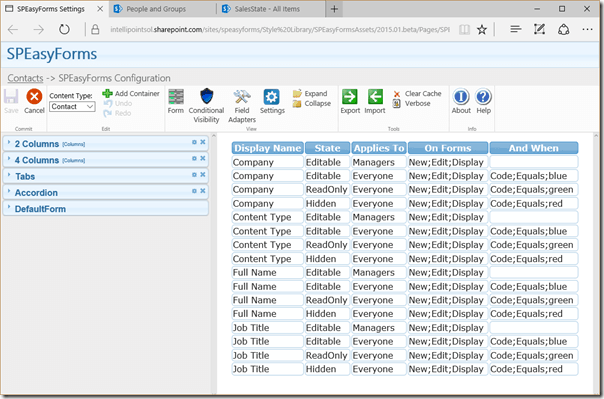 SPEasyForms Settings
People and Groups
SalesState - All Items
intellipointsol.sharepoint.com/sites/speasyforms/Style%20Library/SPEasyFormsAssets/2015.01.beta/Pages/SPI
SPEasyForms
Contacts -> SPEasyForms Configuration
Save
Cancel
Content Type:
Contact
Add Container
Undo
Redo
Form
Conditional Visibility
Field Adapters
Settings
Expand
Collapse
Export
Import
Clear Cache
Verbose
About
Help
Commit
Edit
View
Tools
Info
2 Columns [Columns]
4 Columns [Columns]
Tabs
Accordion
DefaultForm
Display Name State Applies To On Forms And When
Company Editable Managers New;Edit;Display
Company Editable Everyone New;Edit;Display Code;Equals;blue
Company ReadOnly Everyone New;Edit;Display Code;Equals;green
Company Hidden Everyone New;Edit;Display Code;Equals;red
Content Type Editable Managers New;Edit;Display
Content Type Editable Everyone New;Edit;Display Code;Equals;blue
Content Type ReadOnly Everyone New;Edit;Display Code;Equals;green
Content Type Hidden Everyone New;Edit;Display Code;Equals;red
Full Name Editable Managers New;Edit;Display
Full Name Editable Everyone New;Edit;Display Code;Equals;blue
Full Name ReadOnly Everyone New;Edit;Display Code;Equals;green
Full Name Hidden Everyone New;Edit;Display Code;Equals;red
Job Title Editable Managers New;Edit;Display
Job Title Editable Everyone New;Edit;Display Code;Equals;blue
Job Title ReadOnly Everyone New;Edit;Display Code;Equals;green
Job Title Hidden Everyone New;Edit;Display Code;Equals;red